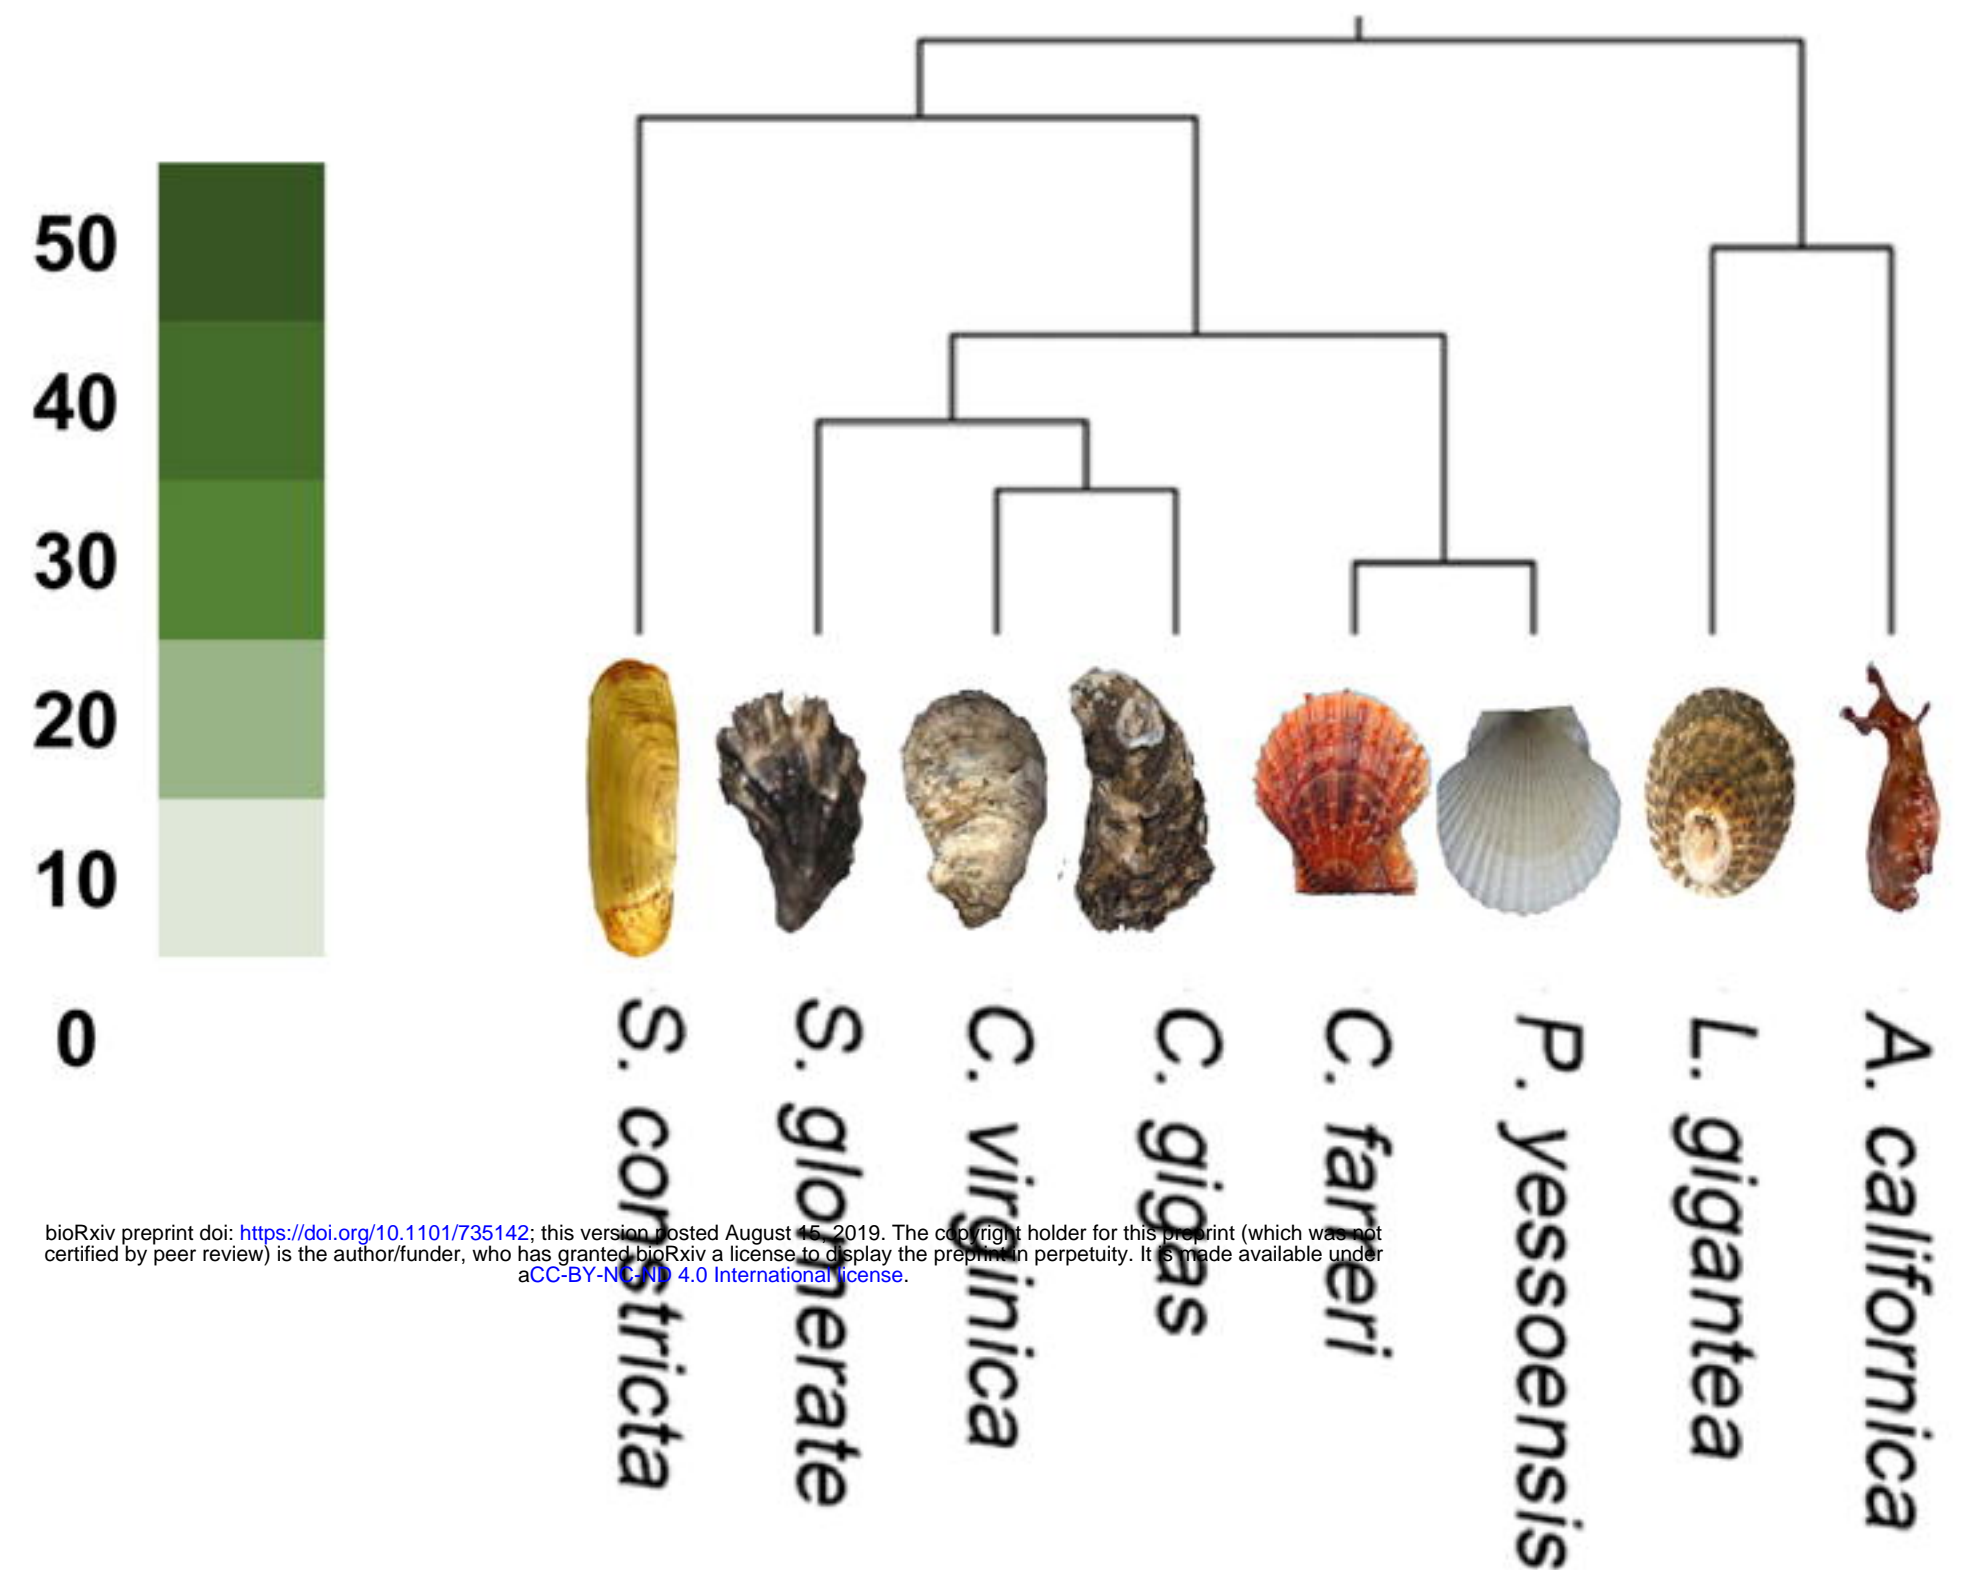 50
40
30
20
10
0
S. constricta
S. glomerate
C. virginica
C. gigas
C. farreri
P. yessoensis
L. gigantea
A. californica
bioRxiv preprint doi: https://doi.org/10.1101/735142; this version posted August 15, 2019. The copyright holder for this preprint (which was not
certified by peer review) is the author/funder, who has granted bioRxiv a license to display the preprint in perpetuity. It is made available under
aCC-BY-NC-ND 4.0 International license.